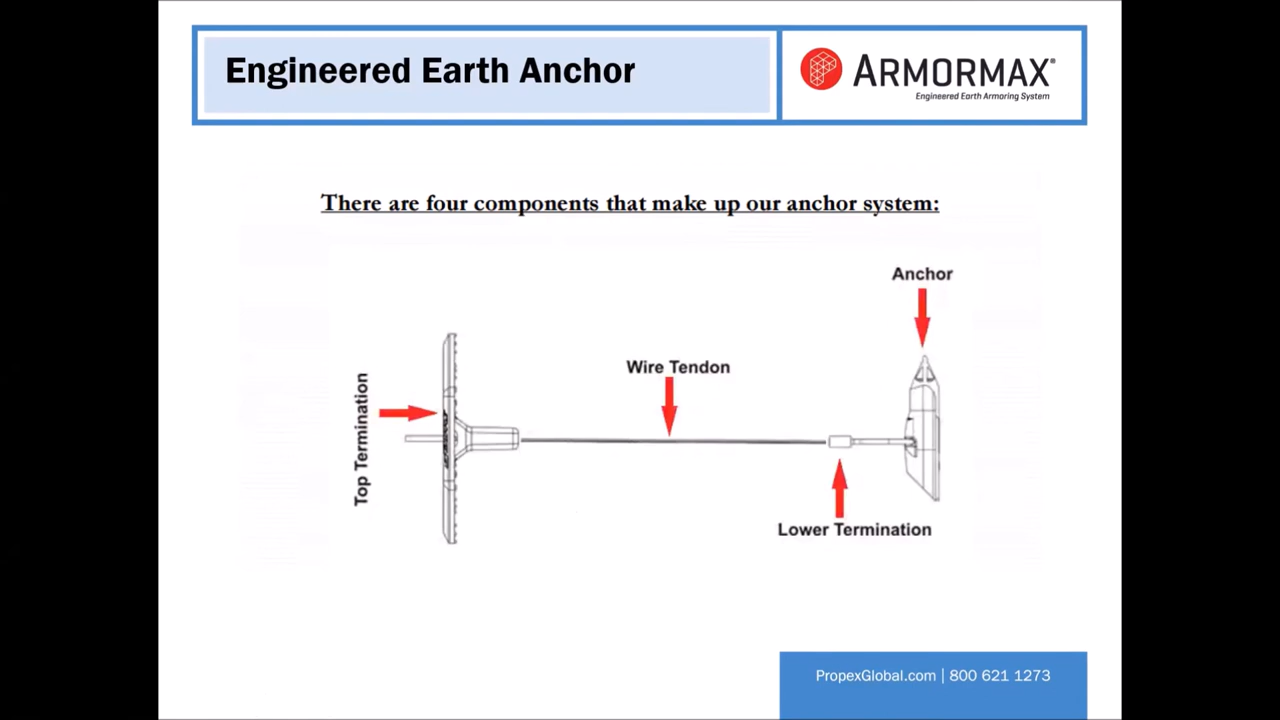 Engineered Earth Anchor
ARMORMAX®
Engineered Earth Armoring System
There are four components that make up our anchor system:
Anchor
Wire Tendon
Top Termination
Lower Termination
PropexGlobal.com | 800 621 1273